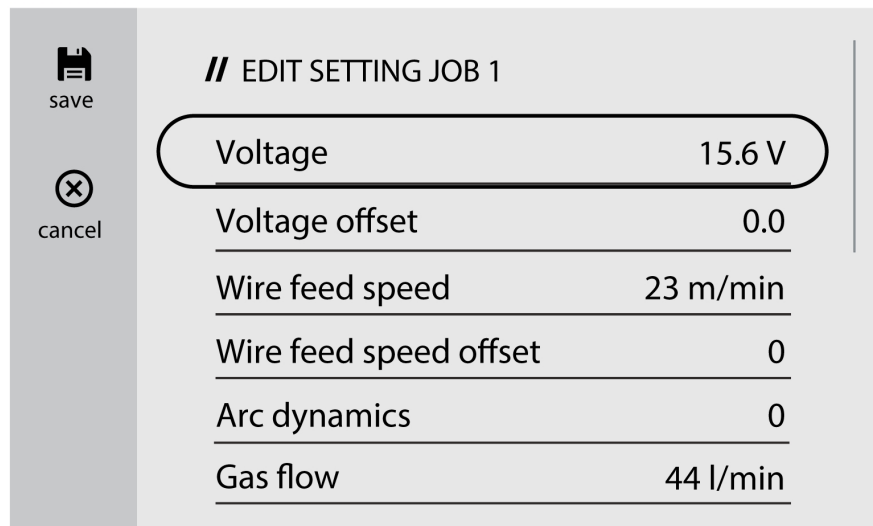 save
cancel
// EDIT SETTING JOB 1
Voltage 15.6 V
Voltage offset 0.0
Wire feed speed 23 m/min
Wire feed speed offset 0
Arc dynamics 0
Gas flow 44 l/min